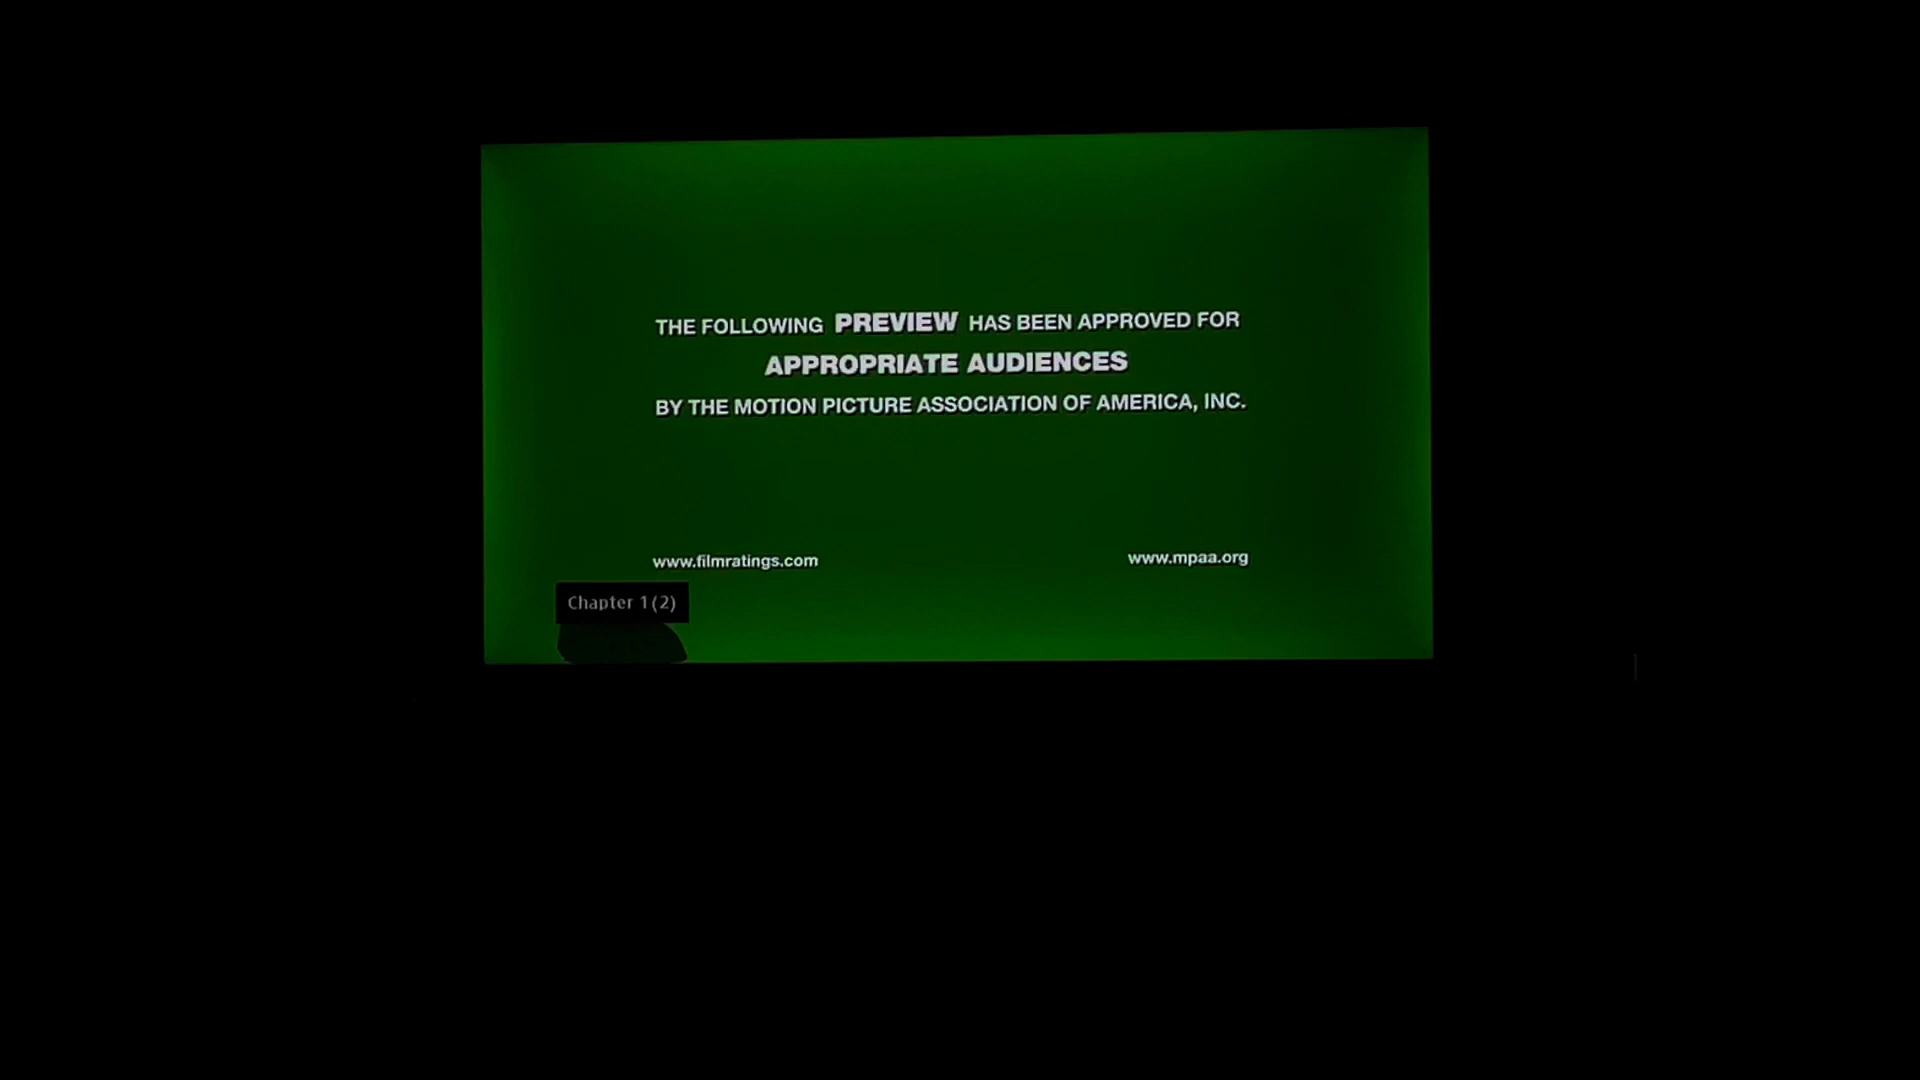 THE FOLLOWING PREVIEW HAS BEEN APPROVED FOR
APPROPRIATE AUDIENCES
BY THE MOTION PICTURE ASSOCIATION OF AMERICA, INC.
www.filmratings.com www.mpaa.org
Chapter 1(2)